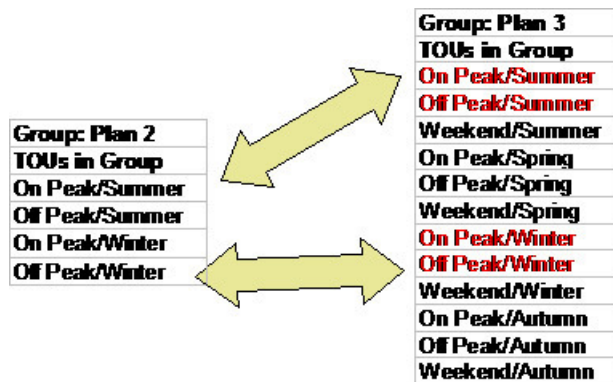 Group: Plan 2
TOUs in Group
On Peak/Summer
Off Peak/Summer
On Peak/Winter
Off Peak/Winter
Group: Plan 3
TOUs in Group
On Peak/Summer
Off Peak/Summer
Weekend/Summer
On Peak/Spring
Off Peak/Spring
Weekend/Spring
On Peak/Winter
Off Peak/Winter
Weekend/Winter
On Peak/Autumn
Off Peak/Autumn
Weekend/Autumn